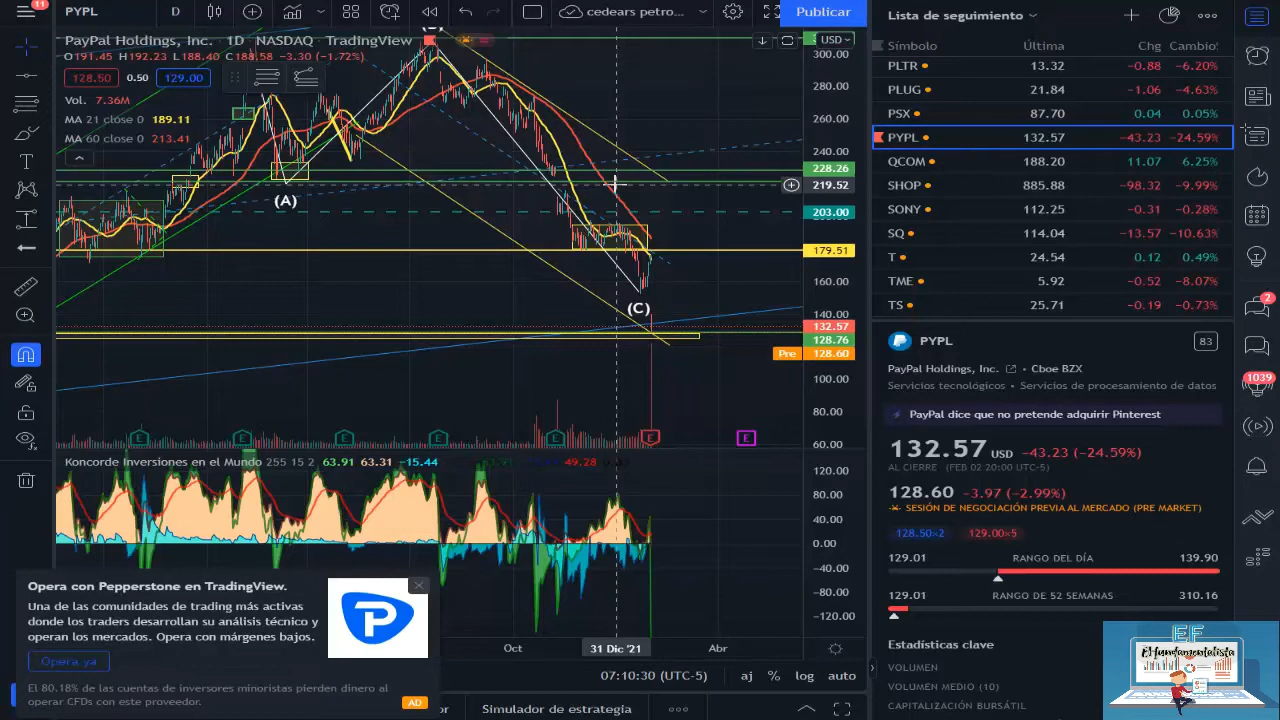 11
PYPL
D
cedears petro...
Publicar
PayPal Holdings, Inc. · 1D · NASDAQ · TradingView
O191.45 H192.23 L188.40 C188.58 −3.30 (−1.72%)
128.50 0.50 129.00
Vol. 7.36M
MA 21 close 0 189.11
MA 60 close 0 213.41
USD
300.00
280.00
260.00
240.00
228.26
219.52
203.00
179.51
160.00
140.00
132.57
128.76
Pre 128.60
100.00
80.00
60.00
(A)
(C)
E E E E E E E
Koncorde Inversiones en el Mundo 255 15 2 63.91 63.31 −15.44 49.28
120.00
80.00
40.00
0.00
−40.00
−80.00
−120.00
Oct 31 Dic '21 Abr
07:10:30 (UTC-5) aj % log auto
Simulador de estrategia
Opera con Pepperstone en TradingView.
Una de las comunidades de trading más activas
donde los traders desarrollan su análisis técnico y
operan los mercados. Opera con márgenes bajos.
Opera ya
El 80.18% de las cuentas de inversores minoristas pierden dinero al
operar CFDs con este proveedor.
AD
Lista de seguimiento
Símbolo Última Chg Cambio%
PLTR 13.32 −0.88 −6.20%
PLUG 21.84 −1.06 −4.63%
PSX 87.70 0.04 0.05%
PYPL 132.57 −43.23 −24.59%
QCOM 188.20 11.07 6.25%
SHOP 885.88 −98.32 −9.99%
SONY 112.25 −0.31 −0.28%
SQ 114.04 −13.57 −10.63%
T 24.54 0.12 0.49%
TME 5.92 −0.52 −8.07%
TS 25.71 −0.19 −0.73%
PYPL 83
PayPal Holdings, Inc. · Cboe BZX
Servicios tecnológicos · Servicios de procesamiento de datos
PayPal dice que no pretende adquirir Pinterest
132.57 USD −43.23 (−24.59%)
AL CIERRE (FEB 02 20:00 UTC-5)
128.60 −3.97 (−2.99%)
SESIÓN DE NEGOCIACIÓN PREVIA AL MERCADO (PRE MARKET)
128.50×2 129.00×5
129.01 RANGO DEL DÍA 139.90
129.01 RANGO DE 52 SEMANAS 310.16
Estadísticas clave
VOLUMEN
VOLUMEN MEDIO (10)
CAPITALIZACIÓN BURSÁTIL
2
1039
EF
El fundamentalista